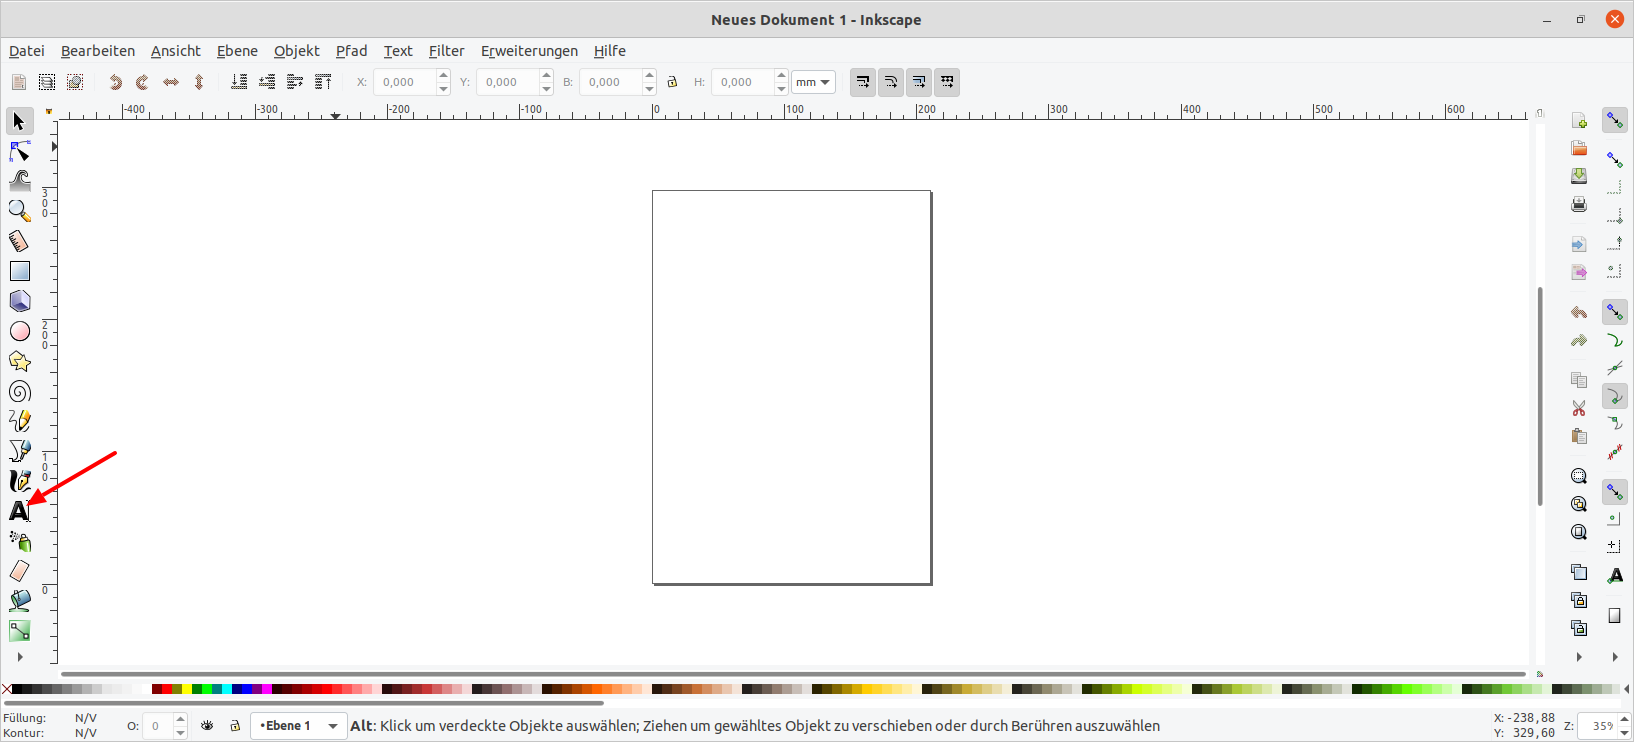 Neues Dokument 1 - Inkscape
Datei Bearbeiten Ansicht Ebene Objekt Pfad Text Filter Erweiterungen Hilfe
X: 0,000 Y: 0,000 B: 0,000 H: 0,000 mm
-400 -300 -200 -100 0 100 200 300 400 500 600
300
200
100
0
A
Füllung: N/V
Kontur: N/V
O: 0
•Ebene 1
Alt: Klick um verdeckte Objekte auswählen; Ziehen um gewähltes Objekt zu verschieben oder durch Berühren auszuwählen
X: -238,88
Y: 329,60
Z: 35%